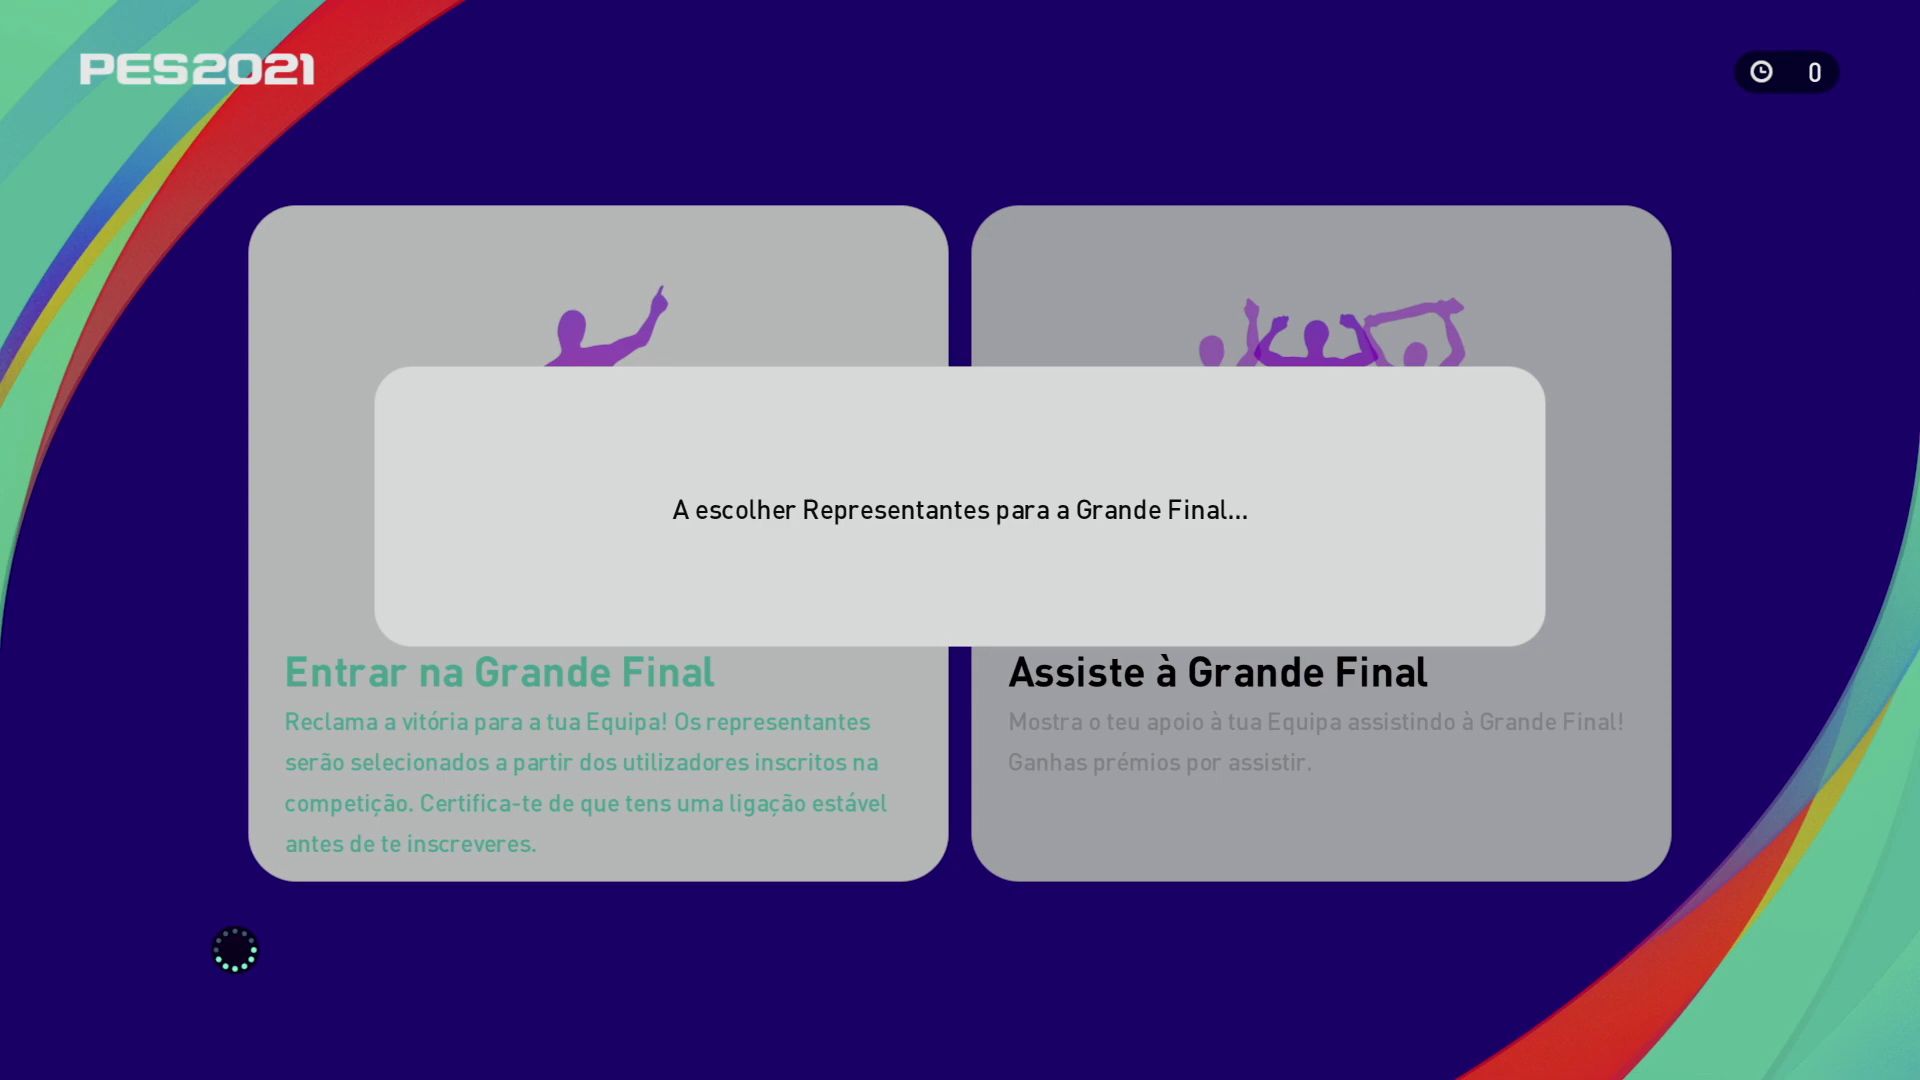 PES2021
0
A escolher Representantes para a Grande Final...
Entrar na Grande Final
Reclama a vitória para a tua Equipa! Os representantes
serão selecionados a partir dos utilizadores inscritos na
competição. Certifica-te de que tens uma ligação estável
antes de te inscreveres.
Assiste à Grande Final
Mostra o teu apoio à tua Equipa assistindo à Grande Final!
Ganhas prémios por assistir.